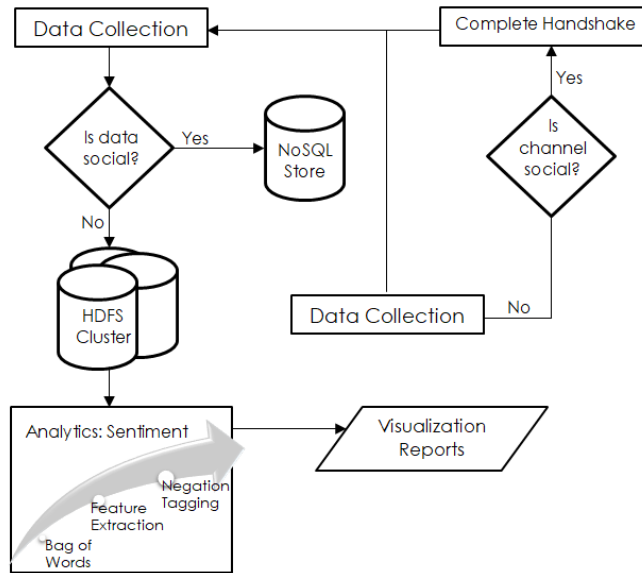 Data Collection
Complete Handshake
Yes
Is
channel
social?
Is data
social?
Yes
NoSQL
Store
No
HDFS
Cluster
Data Collection
No
Analytics: Sentiment
Negation
Tagging
Feature
Extraction
Bag of
Words
Visualization
Reports